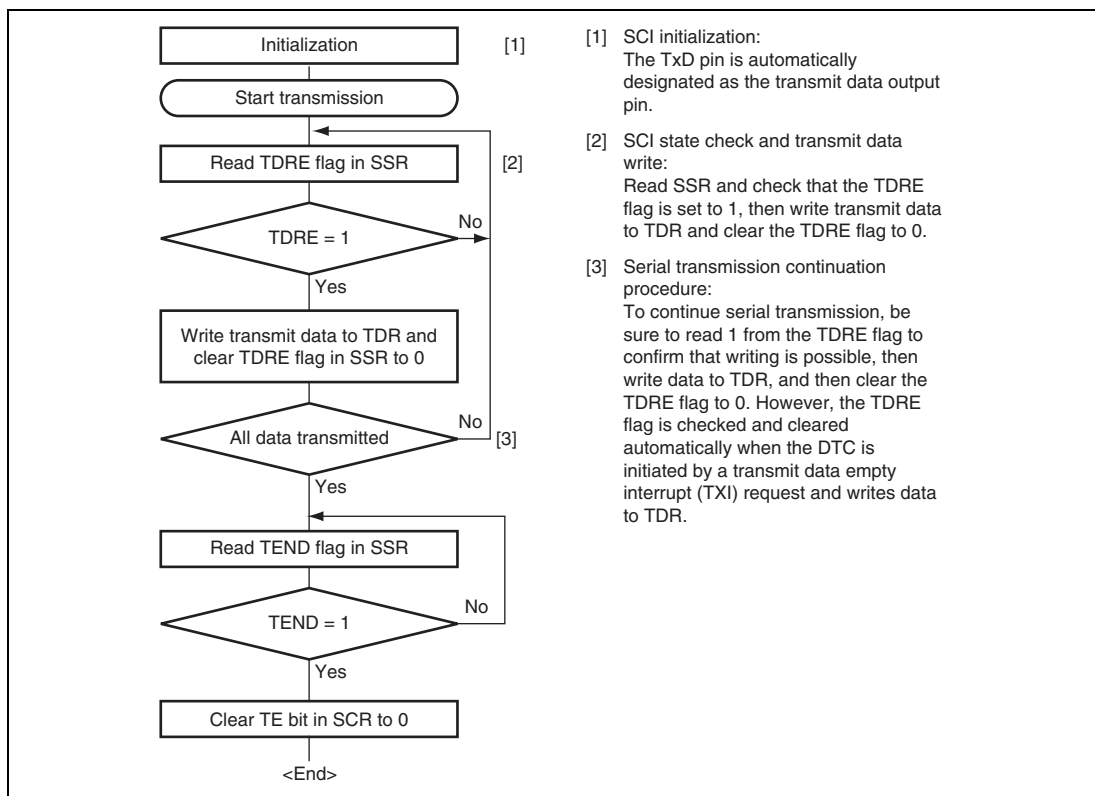 Initialization [1]
Start transmission
Read TDRE flag in SSR [2]
No
TDRE = 1
Yes
Write transmit data to TDR and
clear TDRE flag in SSR to 0
No
All data transmitted [3]
Yes
Read TEND flag in SSR
No
TEND = 1
Yes
Clear TE bit in SCR to 0
<End>
[1] SCI initialization:
The TxD pin is automatically
designated as the transmit data output
pin.
[2] SCI state check and transmit data
write:
Read SSR and check that the TDRE
flag is set to 1, then write transmit data
to TDR and clear the TDRE flag to 0.
[3] Serial transmission continuation
procedure:
To continue serial transmission, be
sure to read 1 from the TDRE flag to
confirm that writing is possible, then
write data to TDR, and then clear the
TDRE flag to 0. However, the TDRE
flag is checked and cleared
automatically when the DTC is
initiated by a transmit data empty
interrupt (TXI) request and writes data
to TDR.